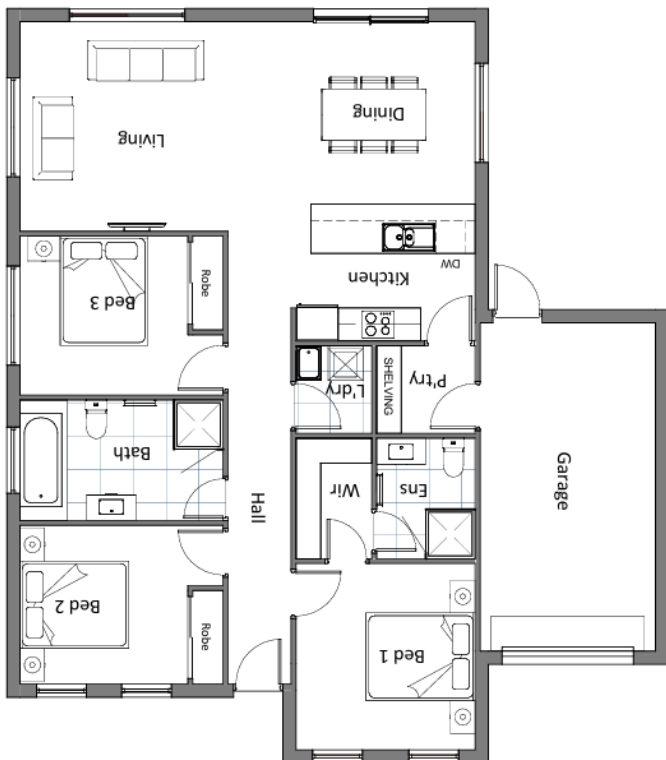 Living
Dining
Kitchen
DW
Bed 3
Robe
L'dry
SHELVING
P'try
Garage
Bath
Hall
Wir
Ens
Bed 2
Robe
Bed 1